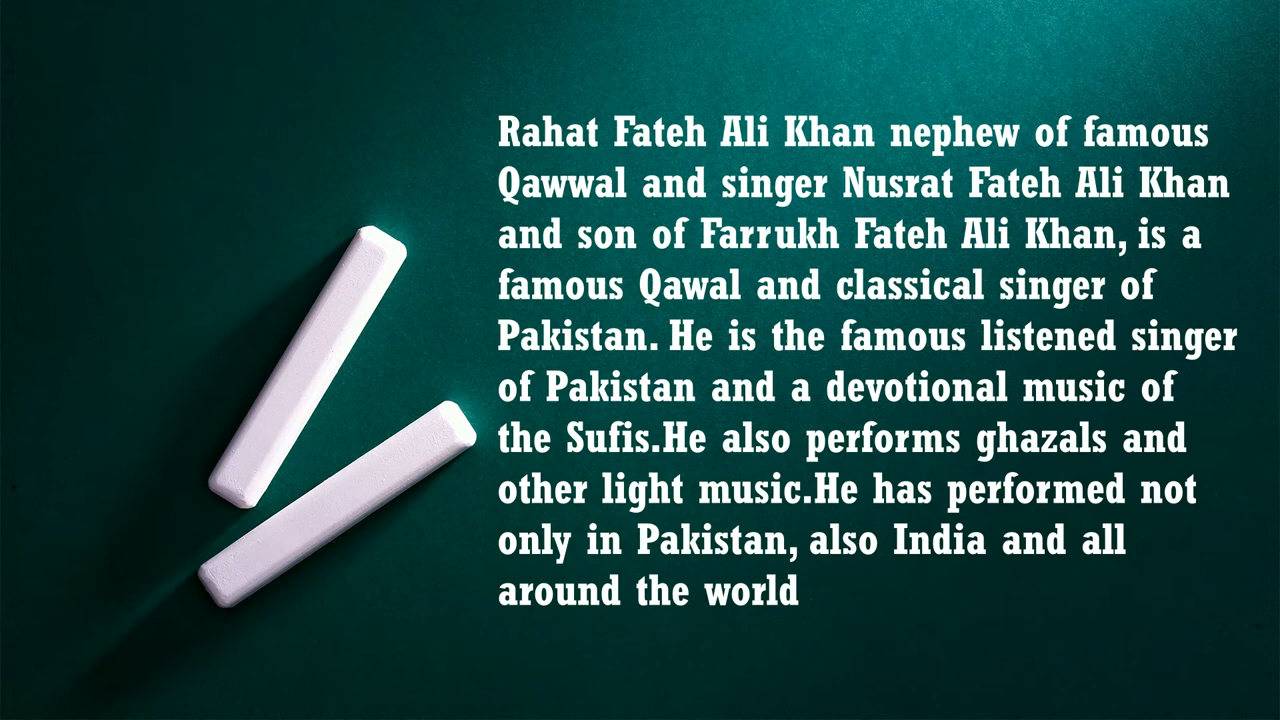 Rahat Fateh Ali Khan nephew of famous
Qawwal and singer Nusrat Fateh Ali Khan
and son of Farrukh Fateh Ali Khan, is a
famous Qawal and classical singer of
Pakistan. He is the famous listened singer
of Pakistan and a devotional music of
the Sufis.He also performs ghazals and
other light music.He has performed not
only in Pakistan, also India and all
around the world